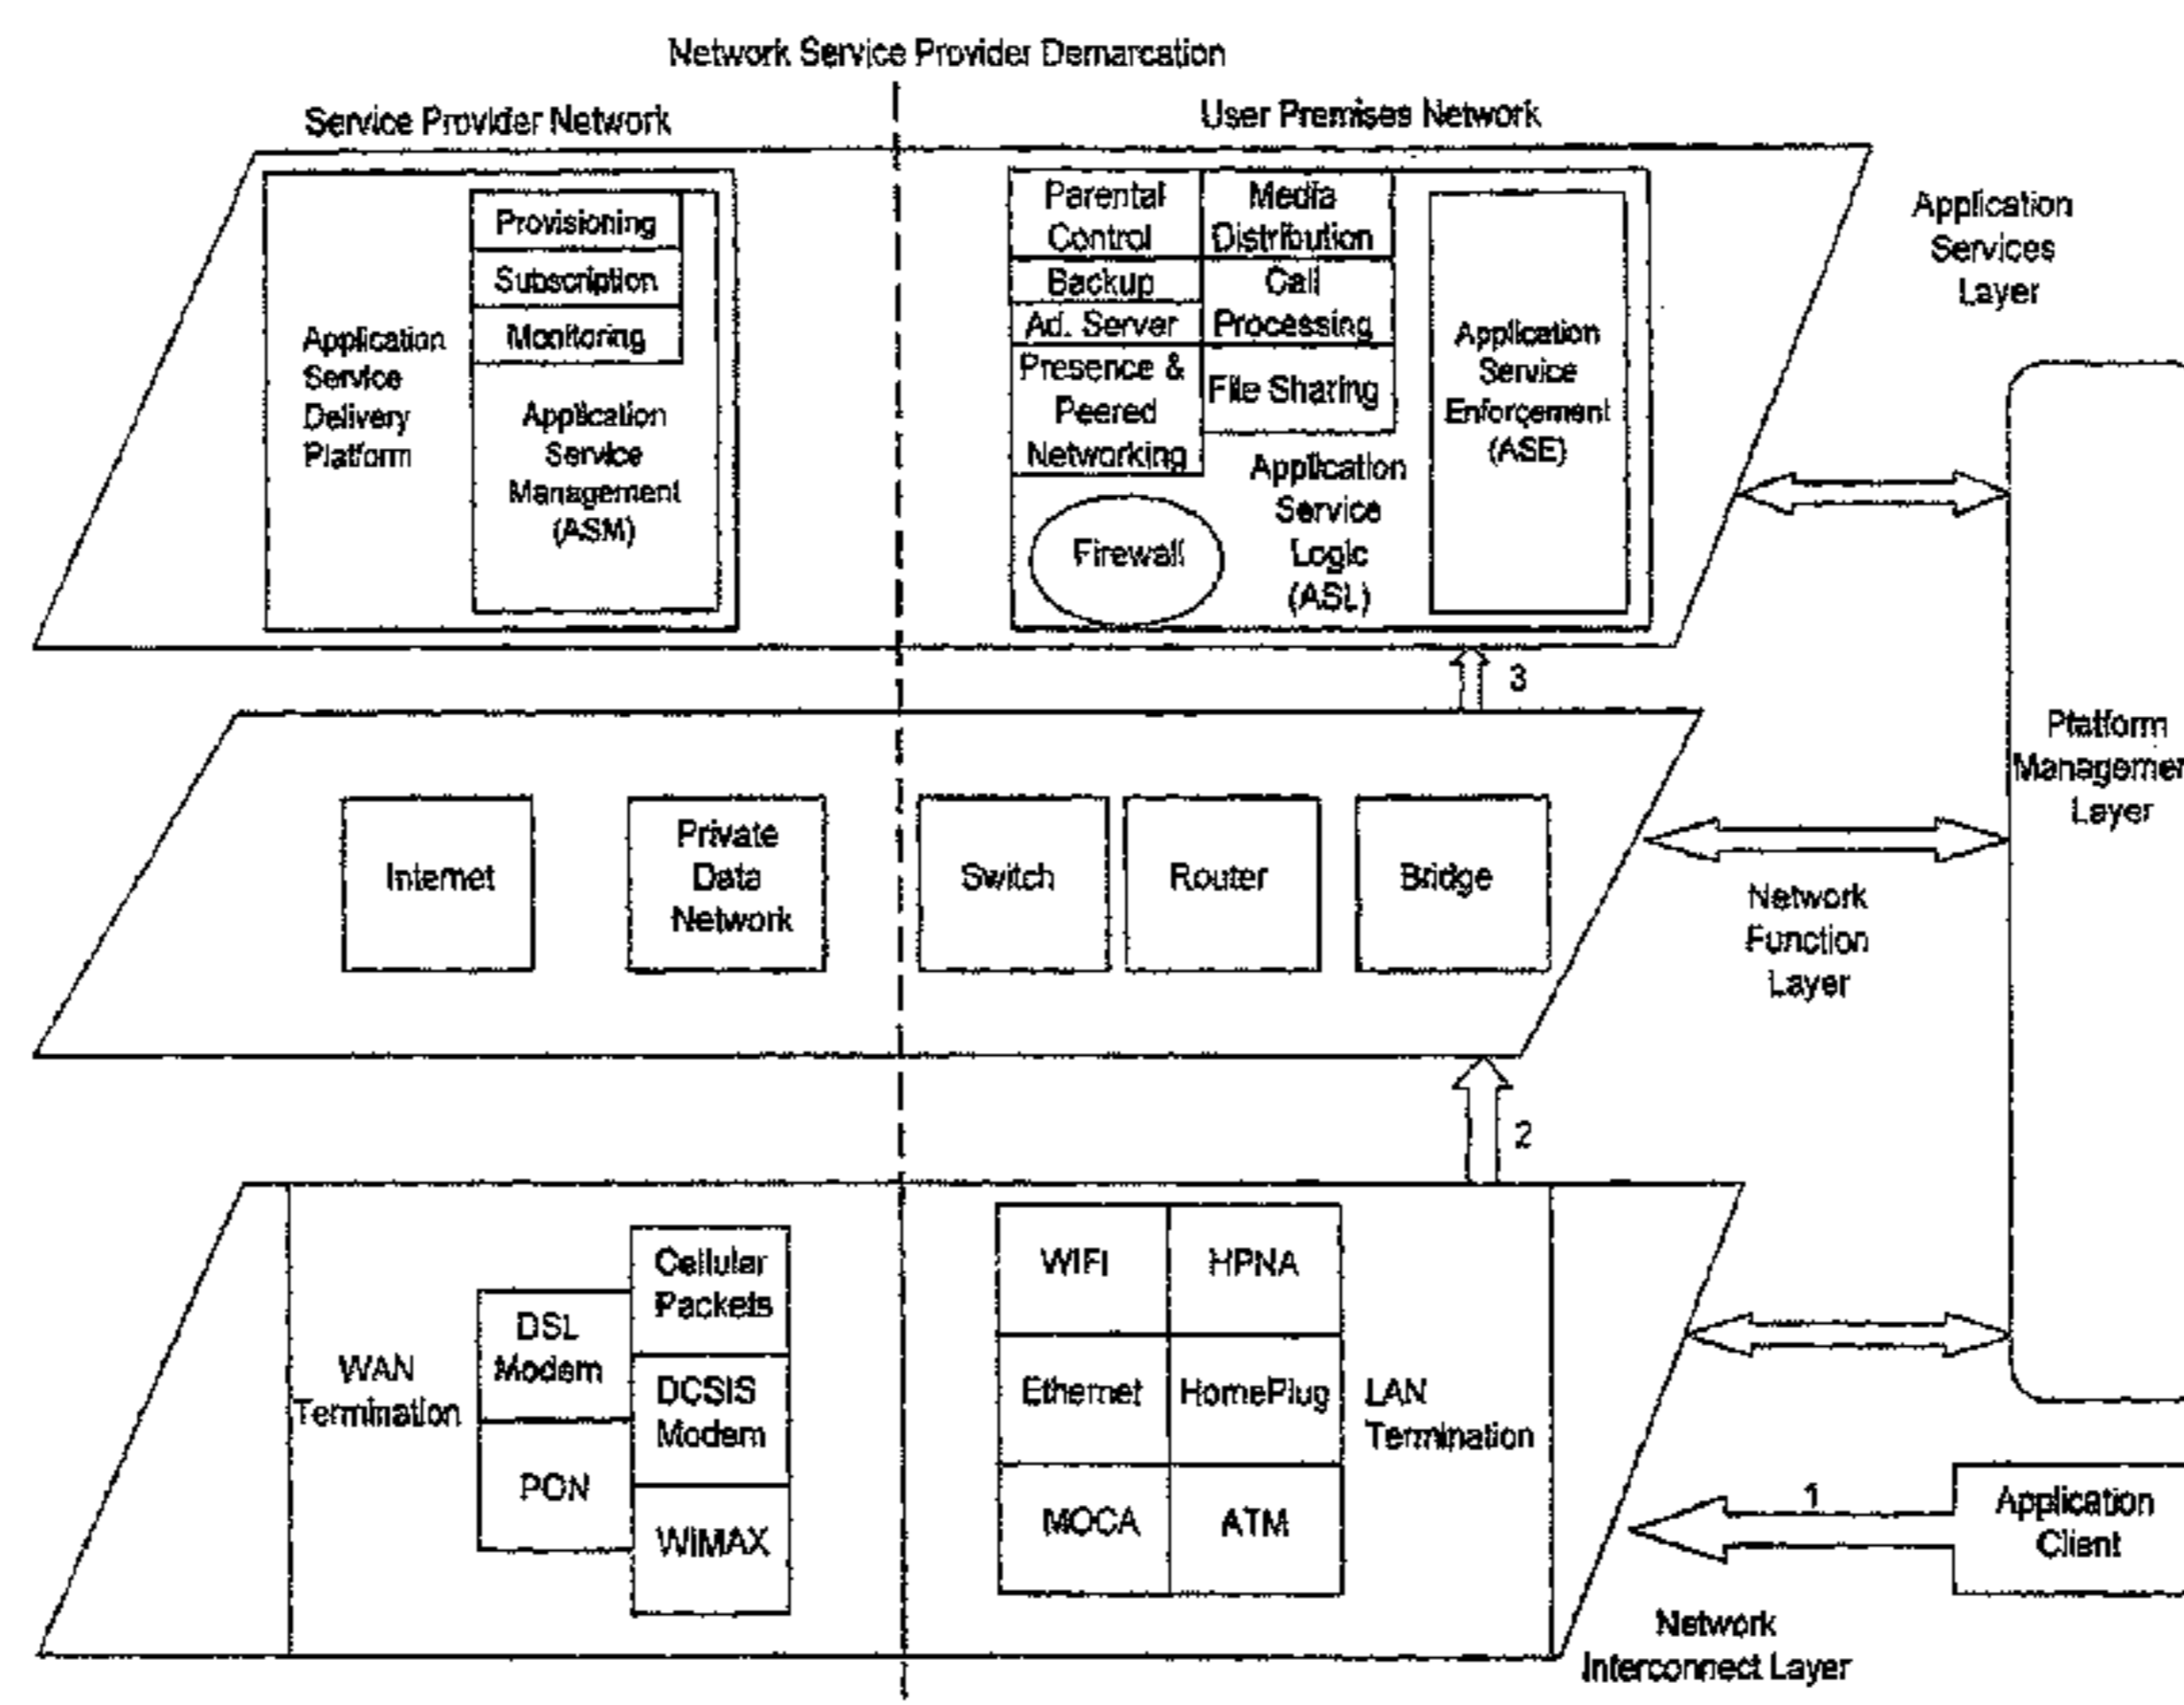 Network Service Provider Demarcation
Service Provider Network
User Premises Network
Provisioning
Subscription
Monitoring
Application
Service
Delivery
Platform
Application
Service
Management
(ASM)
Parental
Control
Media
Distribution
Backup
Call
Processing
Ad. Server
Presence &
Peered
Networking
File Sharing
Application
Service
Logic
(ASL)
Firewall
Application
Service
Enforcement
(ASE)
Application
Services
Layer
3
Internet
Private
Data
Network
Switch
Router
Bridge
Network
Function
Layer
Platform
Managemen
Layer
2
WAN
Termination
DSL
Modem
PON
Cellular
Packets
DCSIS
Modem
WiMAX
WIFI
HPNA
Ethernet
HomePlug
MOCA
ATM
LAN
Termination
1
Application
Client
Network
Interconnect Layer